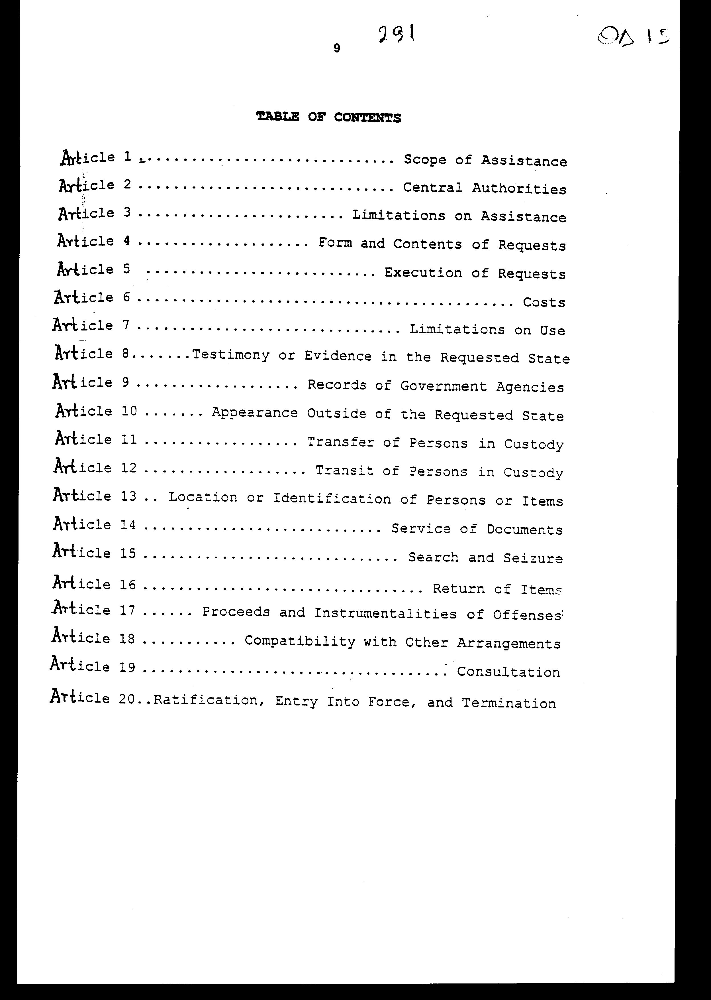 291
9
TABLE OF CONTENTS
Article 1 .............................. Scope of Assistance
Article 2 ............................... Central Authorities
Article 3 ......................... Limitations on Assistance
Article 4 ..................... Form and Contents of Requests
Article 5 ............................ Execution of Requests
Article 6 ............................................. Costs
Article 7 ................................ Limitations on Use
Article 8.......Testimony or Evidence in the Requested State
Article 9 .................... Records of Government Agencies
Article 10 ....... Appearance Outside of the Requested State
Article 11 ................... Transfer of Persons in Custody
Article 12 .................... Transit of Persons in Custody
Article 13 .. Location or Identification of Persons or Items
Article 14 ............................. Service of Documents
Article 15 ............................... Search and Seizure
Article 16 .................................. Return of Items
Article 17 ...... Proceeds and Instrumentalities of Offenses
Article 18 ........... Compatibility with Other Arrangements
Article 19 ..................................... Consultation
Article 20..Ratification, Entry Into Force, and Termination